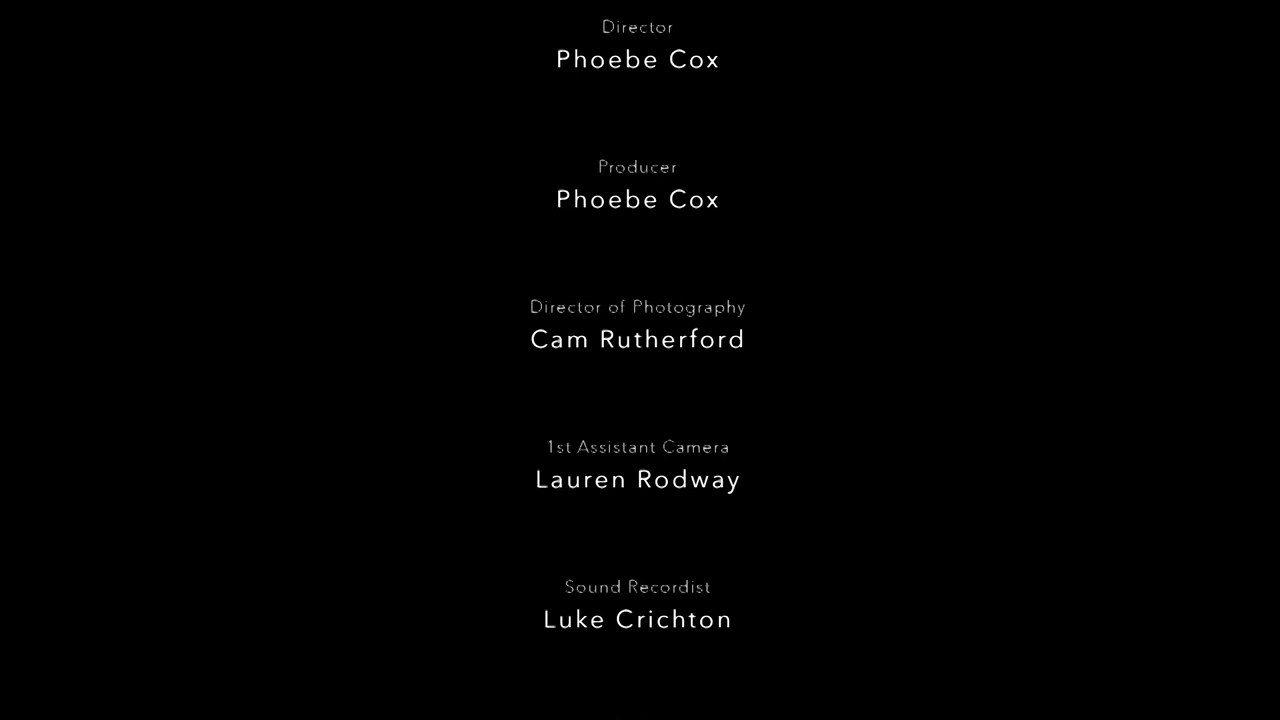 Director
Phoebe Cox
Producer
Phoebe Cox
Director of Photography
Cam Rutherford
1st Assistant Camera
Lauren Rodway
Sound Recordist
Luke Crichton